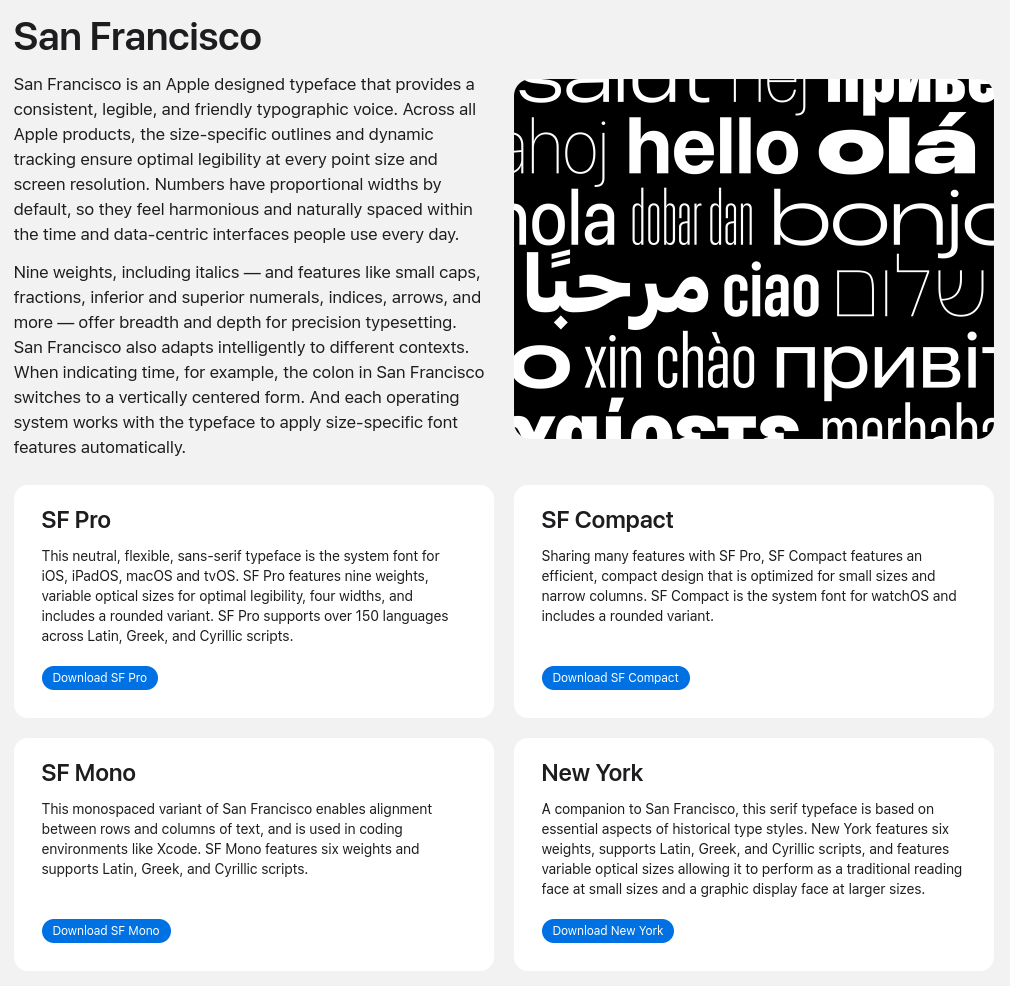 San Francisco
San Francisco is an Apple designed typeface that provides a
consistent, legible, and friendly typographic voice. Across all
Apple products, the size-specific outlines and dynamic
tracking ensure optimal legibility at every point size and
screen resolution. Numbers have proportional widths by
default, so they feel harmonious and naturally spaced within
the time and data-centric interfaces people use every day.
Nine weights, including italics — and features like small caps,
fractions, inferior and superior numerals, indices, arrows, and
more — offer breadth and depth for precision typesetting.
San Francisco also adapts intelligently to different contexts.
When indicating time, for example, the colon in San Francisco
switches to a vertically centered form. And each operating
system works with the typeface to apply size-specific font
features automatically.
salut hej приве
ahoj hello olá
hola dobar dan bonjo
مرحبًا ciao שלום
o xin chào привіт
χαίρετε merhaba
SF Pro
This neutral, flexible, sans-serif typeface is the system font for
iOS, iPadOS, macOS and tvOS. SF Pro features nine weights,
variable optical sizes for optimal legibility, four widths, and
includes a rounded variant. SF Pro supports over 150 languages
across Latin, Greek, and Cyrillic scripts.
Download SF Pro
SF Compact
Sharing many features with SF Pro, SF Compact features an
efficient, compact design that is optimized for small sizes and
narrow columns. SF Compact is the system font for watchOS and
includes a rounded variant.
Download SF Compact
SF Mono
This monospaced variant of San Francisco enables alignment
between rows and columns of text, and is used in coding
environments like Xcode. SF Mono features six weights and
supports Latin, Greek, and Cyrillic scripts.
Download SF Mono
New York
A companion to San Francisco, this serif typeface is based on
essential aspects of historical type styles. New York features six
weights, supports Latin, Greek, and Cyrillic scripts, and features
variable optical sizes allowing it to perform as a traditional reading
face at small sizes and a graphic display face at larger sizes.
Download New York